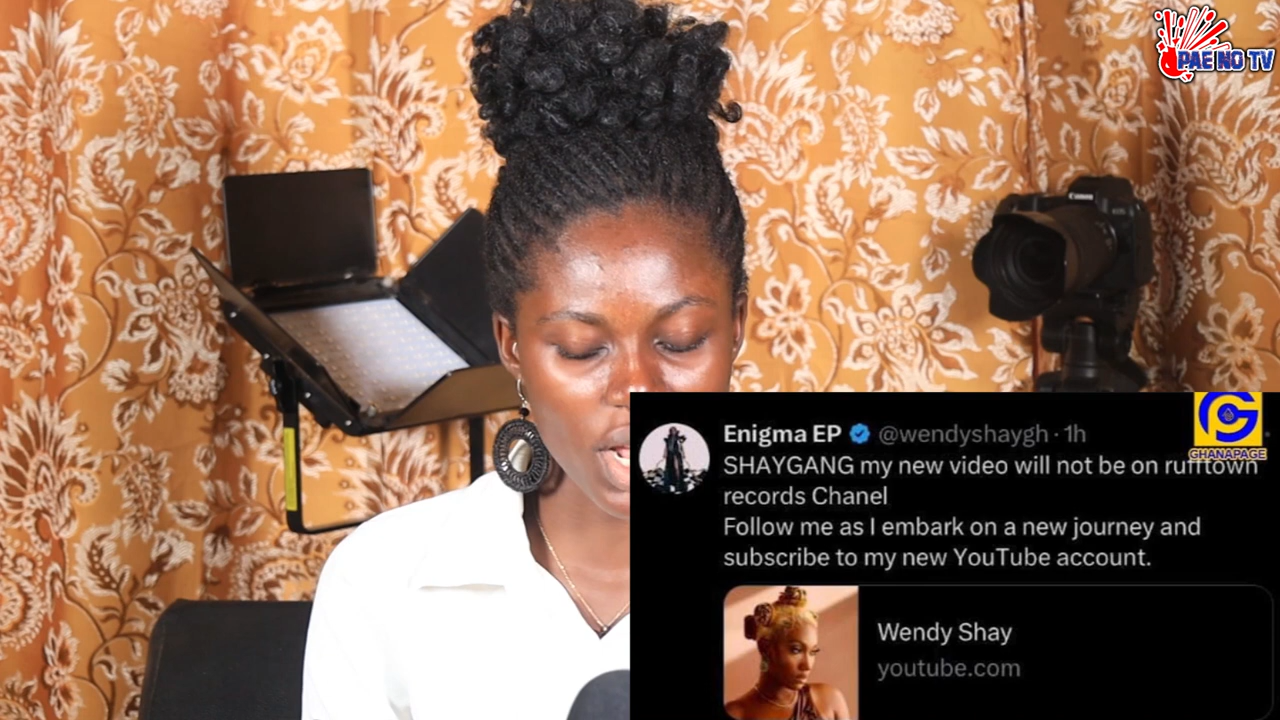 PAE NO TV
Canon
Enigma EP @wendyshaygh · 1h
GHANAPAGE
SHAYGANG my new video will not be on rufftown
records Chanel
Follow me as I embark on a new journey and
subscribe to my new YouTube account.
Wendy Shay
youtube.com